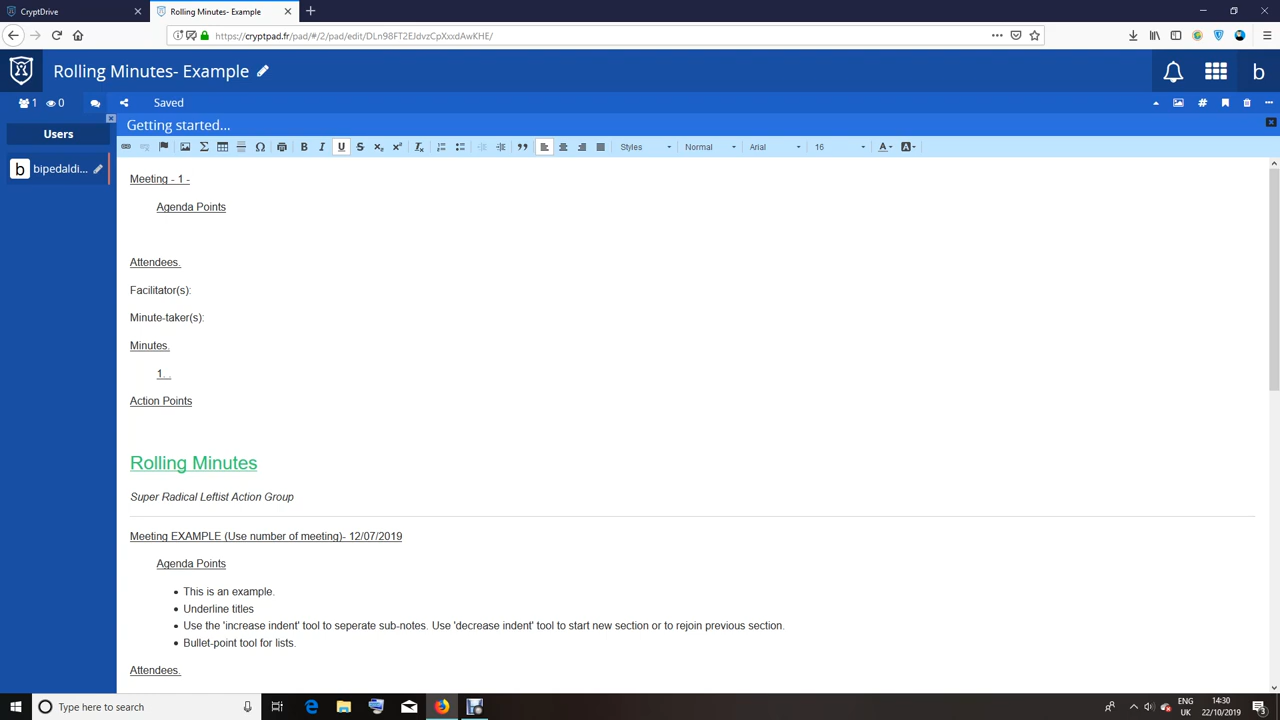 CryptDrive
Rolling Minutes- Example
https://cryptpad.fr/pad/#/2/pad/edit/DLn98FT2EJdvzCpXxxdAwKHE/
Rolling Minutes- Example
b
1 0 Saved
Users
Getting started...
B I U S x₂ x² Tx Styles Normal Arial 16 A A
b bipedaldi...
Meeting - 1 -
Agenda Points
Attendees.
Facilitator(s):
Minute-taker(s):
Minutes.
1. .
Action Points
Rolling Minutes
Super Radical Leftist Action Group
Meeting EXAMPLE (Use number of meeting)- 12/07/2019
Agenda Points
• This is an example.
• Underline titles
• Use the 'increase indent' tool to seperate sub-notes. Use 'decrease indent' tool to start new section or to rejoin previous section.
• Bullet-point tool for lists.
Attendees.
Type here to search
ENG
UK
14:30
22/10/2019
3